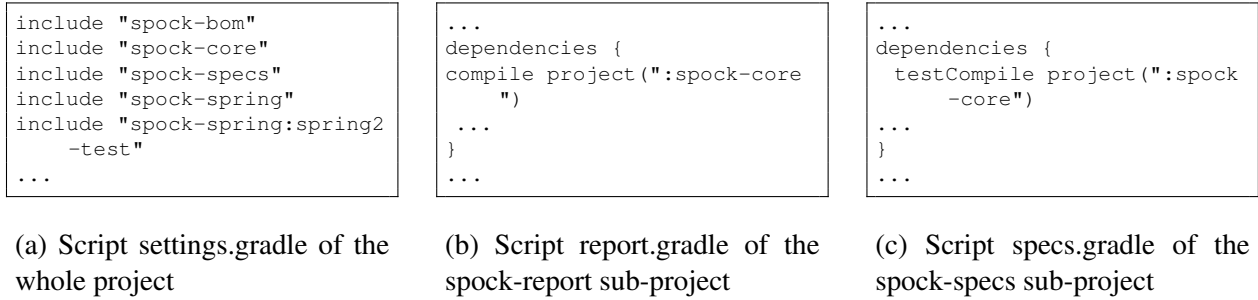 include "spock-bom"
include "spock-core"
include "spock-specs"
include "spock-spring"
include "spock-spring:spring2
-test"
...
(a) Script settings.gradle of the
whole project
...
dependencies {
compile project(":spock-core
")
...
}
...
(b) Script report.gradle of the
spock-report sub-project
...
dependencies {
testCompile project(":spock
-core")
...
}
...
(c) Script specs.gradle of the
spock-specs sub-project